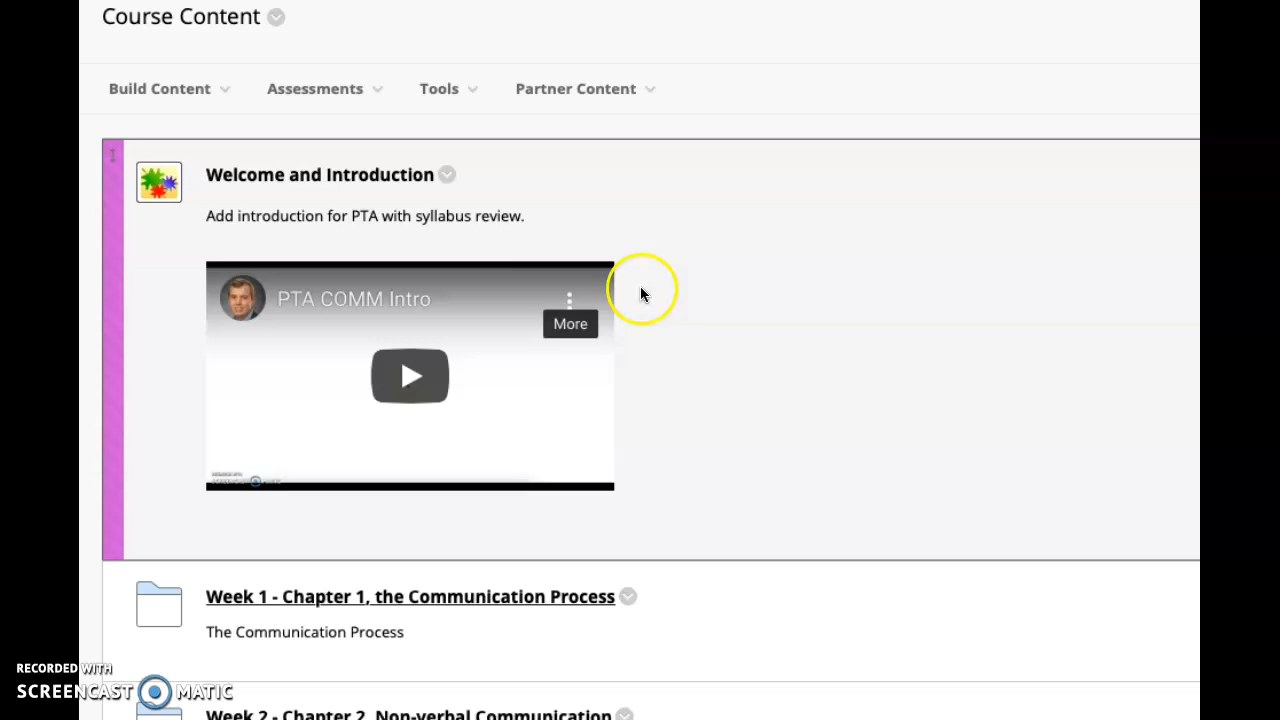 Course Content
Build Content Assessments Tools Partner Content
Welcome and Introduction
Add introduction for PTA with syllabus review.
PTA COMM Intro
More
Week 1 - Chapter 1, the Communication Process
The Communication Process
RECORDED WITH
SCREENCAST MATIC
Week 2 - Chapter 2, Non-verbal Communication